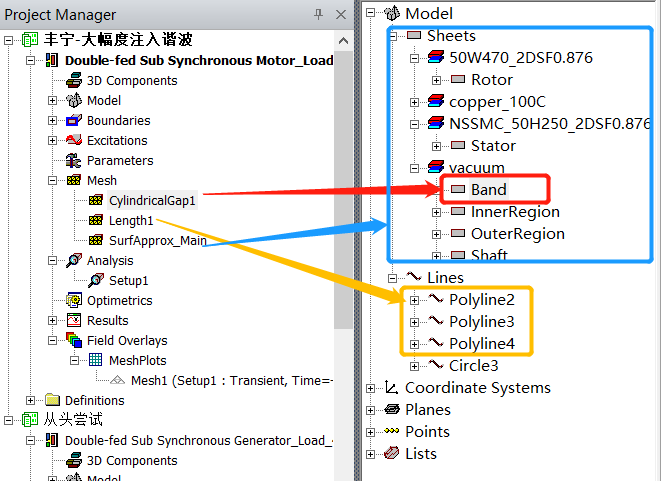 Project Manager
丰宁-大幅度注入谐波
Double-fed Sub Synchronous Motor_Load
3D Components
Model
Boundaries
Excitations
Parameters
Mesh
CylindricalGap1
Length1
SurfApprox_Main
Analysis
Setup1
Optimetrics
Results
Field Overlays
MeshPlots
Mesh1 (Setup1 : Transient, Time=-
Definitions
从头尝试
Double-fed Sub Synchronous Generator_Load_
3D Components
Model
Model
Sheets
50W470_2DSF0.876
Rotor
copper_100C
NSSMC_50H250_2DSF0.876
Stator
vacuum
Band
InnerRegion
OuterRegion
Shaft
Lines
Polyline2
Polyline3
Polyline4
Circle3
Coordinate Systems
Planes
Points
Lists